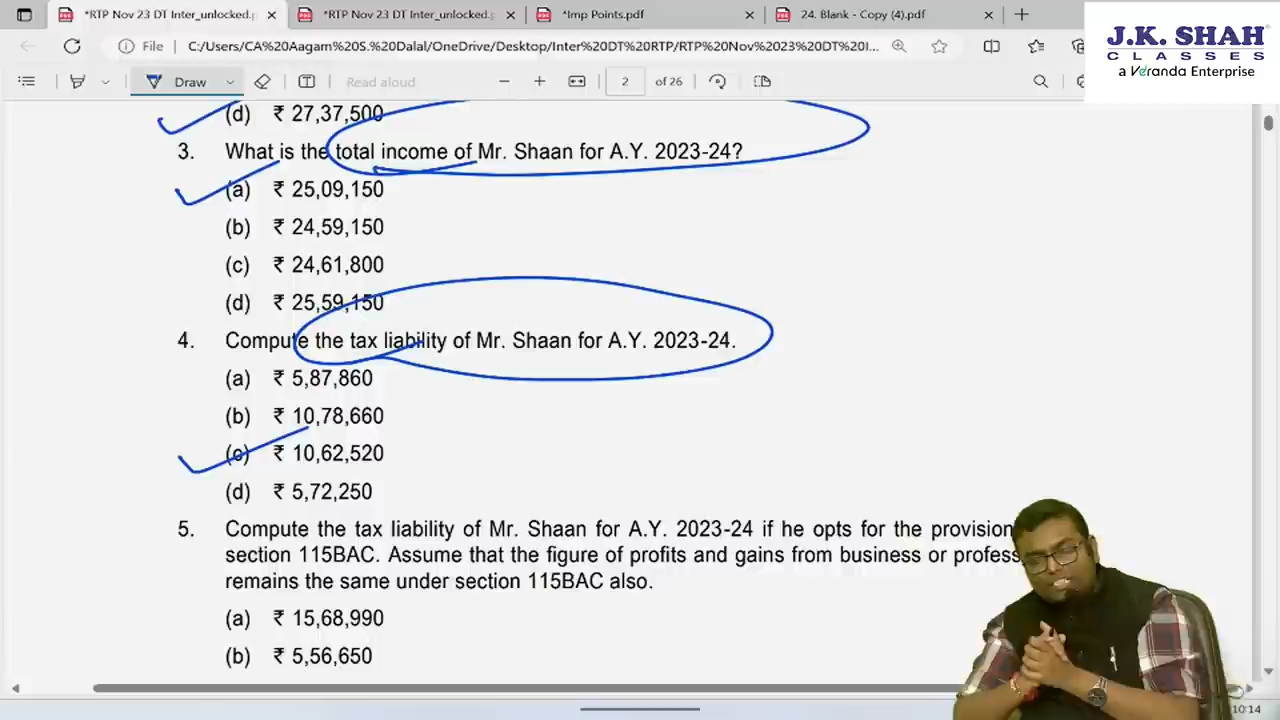 *RTP Nov 23 DT Inter_unlocked.
*RTP Nov 23 DT Inter_unlocked.
*Imp Points.pdf
24. Blank - Copy (4).pdf
J.K. SHAH
CLASSES
a Veranda Enterprise
File
C:/Users/CA%20Aagam%20S.%20Dalal/OneDrive/Desktop/Inter%20DT%20RTP/RTP%20Nov%202023%20DT%20I...
Draw
Read aloud
2
of 26
(d) ₹ 27,37,500
3. What is the total income of Mr. Shaan for A.Y. 2023-24?
(a) ₹ 25,09,150
(b) ₹ 24,59,150
(c) ₹ 24,61,800
(d) ₹ 25,59,150
4. Compute the tax liability of Mr. Shaan for A.Y. 2023-24.
(a) ₹ 5,87,860
(b) ₹ 10,78,660
(c) ₹ 10,62,520
(d) ₹ 5,72,250
5. Compute the tax liability of Mr. Shaan for A.Y. 2023-24 if he opts for the provision
section 115BAC. Assume that the figure of profits and gains from business or profess
remains the same under section 115BAC also.
(a) ₹ 15,68,990
(b) ₹ 5,56,650
10:14